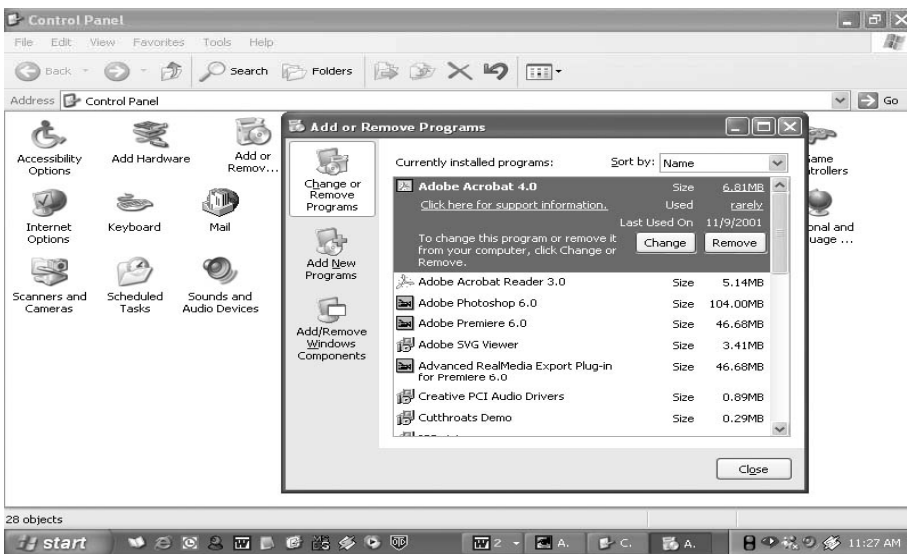 Control Panel
File Edit View Favorites Tools Help
Back Search Folders
Address Control Panel Go
Accessibility Options
Add Hardware
Add or Remov...
Internet Options
Keyboard
Mail
Scanners and Cameras
Scheduled Tasks
Sounds and Audio Devices
Add or Remove Programs
Change or Remove Programs
Add New Programs
Add/Remove Windows Components
Currently installed programs: Sort by: Name
Adobe Acrobat 4.0 Size 6.81MB
Click here for support information. Used rarely
Last Used On 11/9/2001
To change this program or remove it from your computer, click Change or Remove.
Change Remove
Adobe Acrobat Reader 3.0 Size 5.14MB
Adobe Photoshop 6.0 Size 104.00MB
Adobe Premiere 6.0 Size 46.68MB
Adobe SVG Viewer Size 3.41MB
Advanced RealMedia Export Plug-in for Premiere 6.0 Size 46.68MB
Creative PCI Audio Drivers Size 0.89MB
Cutthroats Demo Size 0.29MB
Close
28 objects
start 2 A. C. A. 11:27 AM